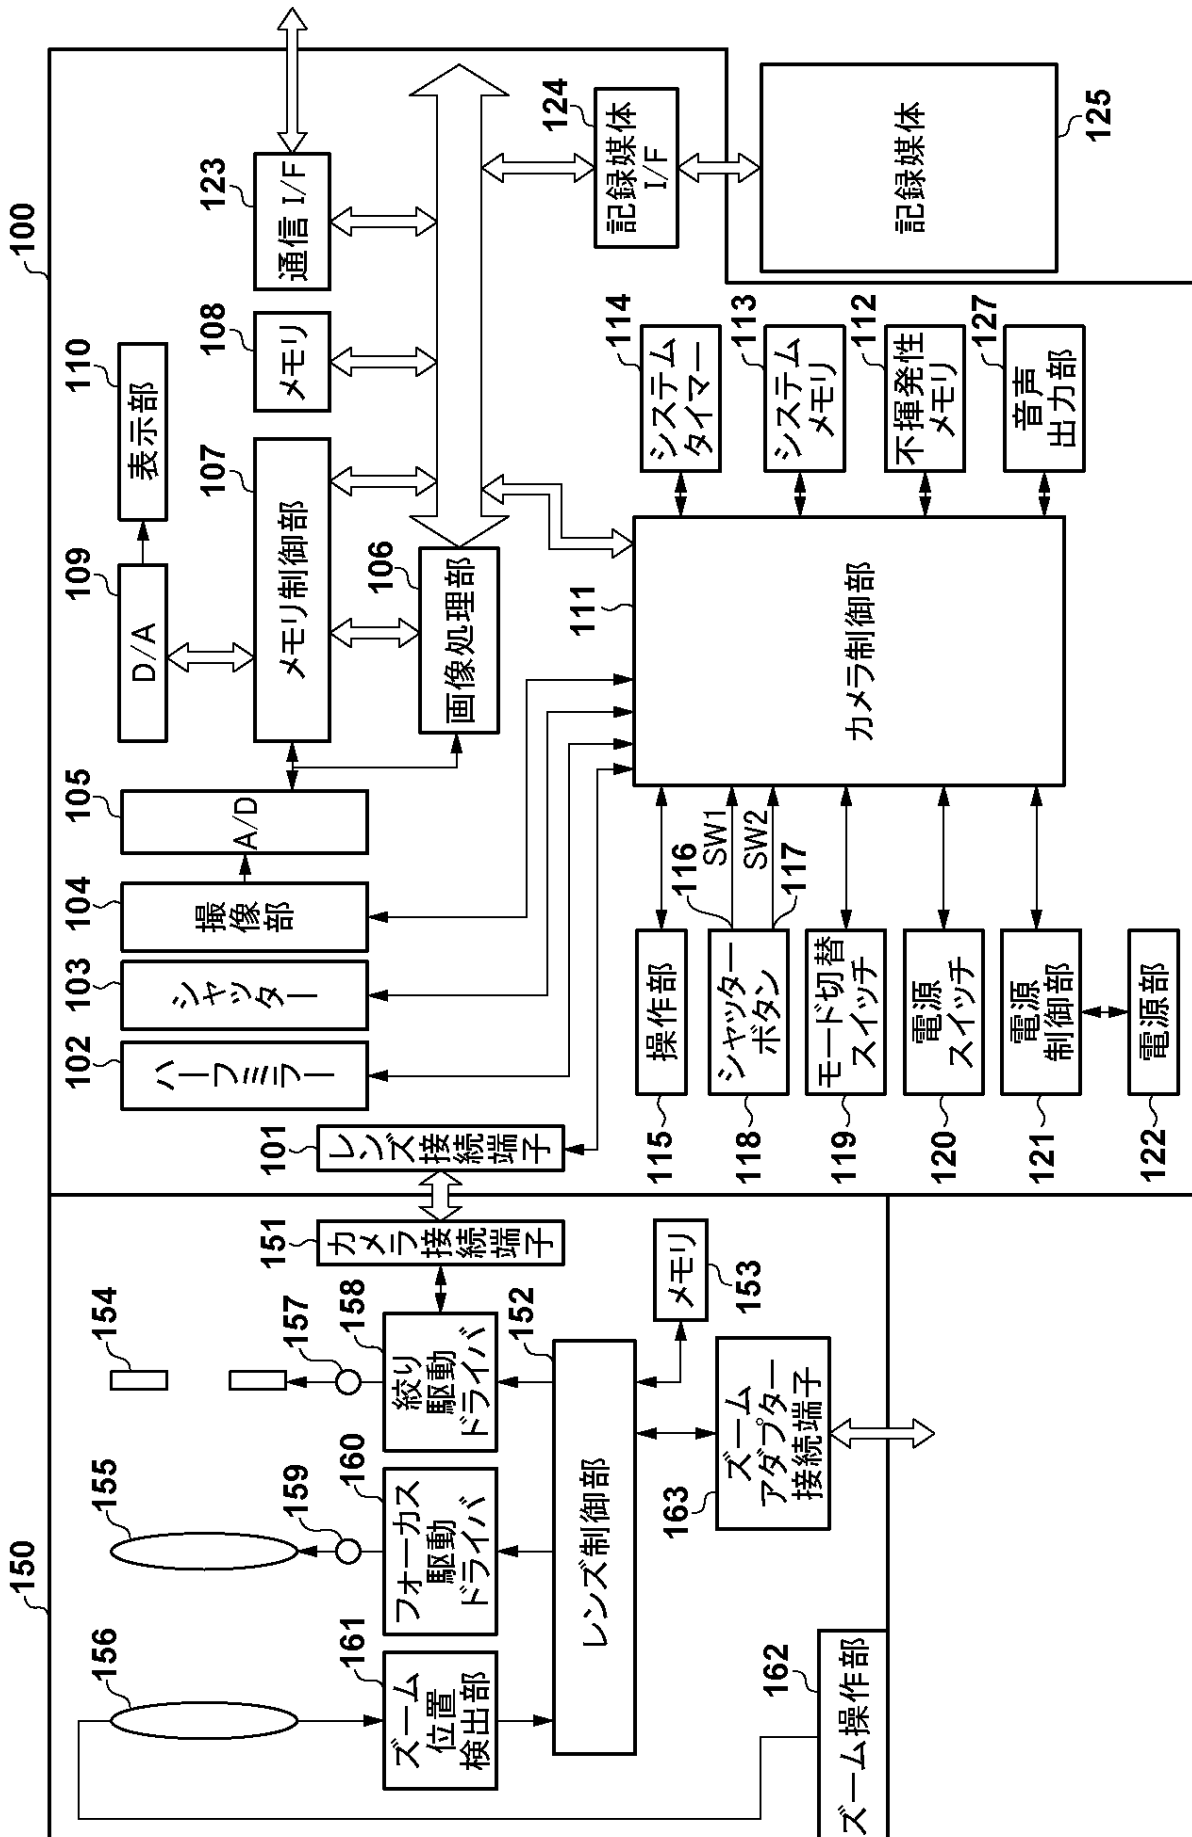 150
156
155
154
ズーム
位置
検出部
161
フォーカス
駆動
ドライバ
160
159
絞り
駆動
ドライバ
158
157
カメラ
接続
端子
151
レンズ制御部
152
メモリ
153
ズーム
アダプター
接続端子
163
ズーム操作部
162
100
レンズ
接続
端子
101
ハーフミラー
102
シャッター
103
撮像部
104
A/D
105
D/A
109
表示部
110
メモリ制御部
107
メモリ
108
通信 I/F
123
画像処理部
106
記録媒体
I/F
124
記録媒体
125
カメラ制御部
111
操作部
115
シャッター
ボタン
118
SW1
116
SW2
117
モード切替
スイッチ
119
電源
スイッチ
120
電源
制御部
121
電源部
122
システム
タイマー
114
システム
メモリ
113
不揮発性
メモリ
112
音声
出力部
127